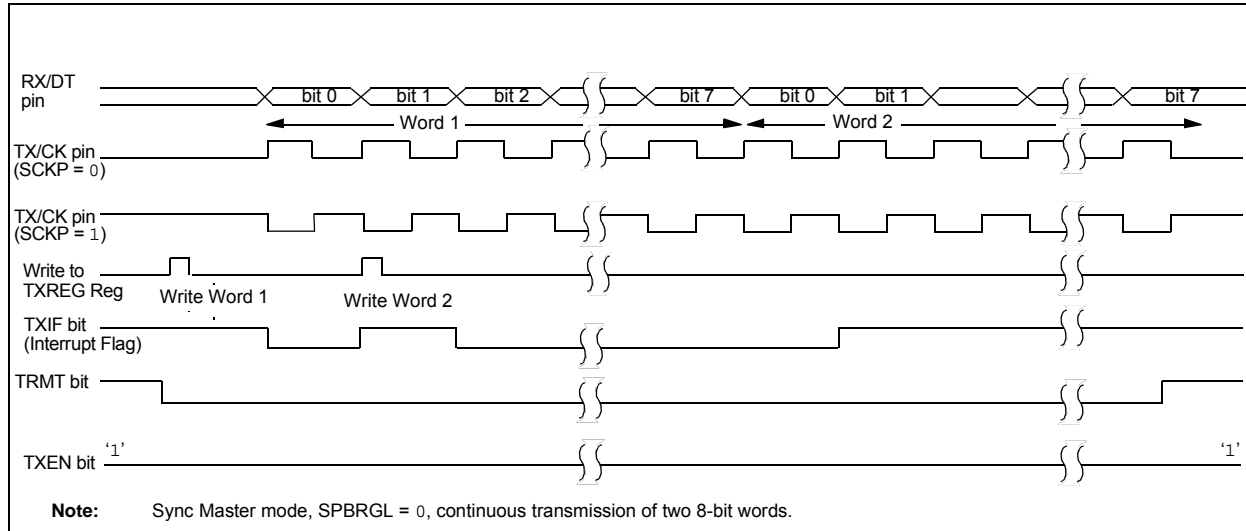 RX/DT
pin
bit 0 bit 1 bit 2 bit 7 bit 0 bit 1 bit 7
Word 1 Word 2
TX/CK pin
(SCKP = 0)
TX/CK pin
(SCKP = 1)
Write to
TXREG Reg
Write Word 1 Write Word 2
TXIF bit
(Interrupt Flag)
TRMT bit
TXEN bit ‘1’ ‘1’
Note: Sync Master mode, SPBRGL = 0, continuous transmission of two 8-bit words.